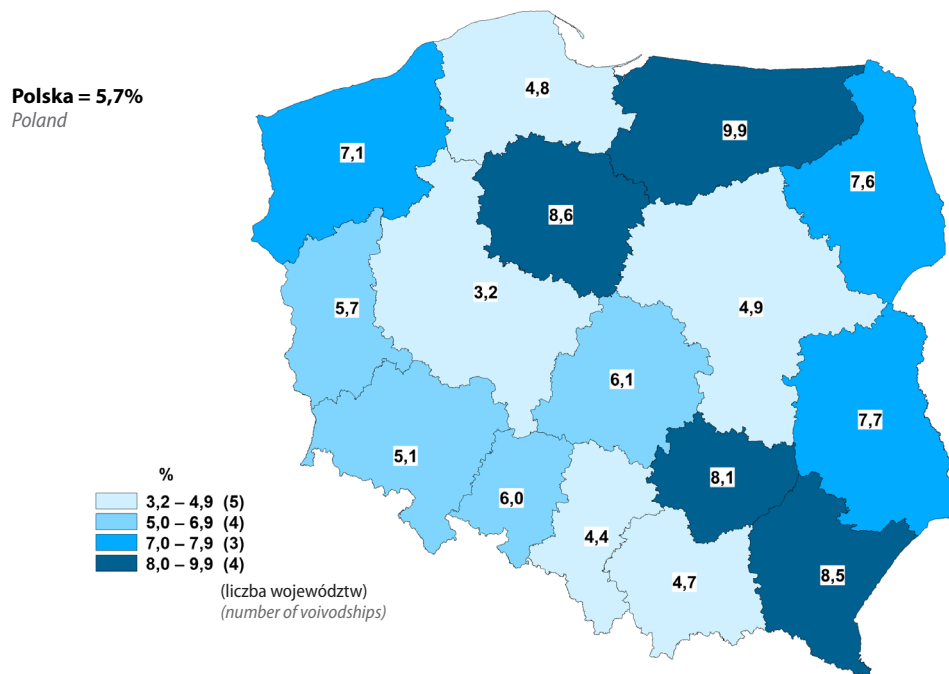 Polska = 5,7%
Poland
4,8
9,9
7,1
7,6
8,6
3,2
5,7
4,9
6,1
7,7
5,1
8,1
6,0
4,4
4,7
8,5
%
3,2 – 4,9 (5)
5,0 – 6,9 (4)
7,0 – 7,9 (3)
8,0 – 9,9 (4)
(liczba województw)
(number of voivodships)